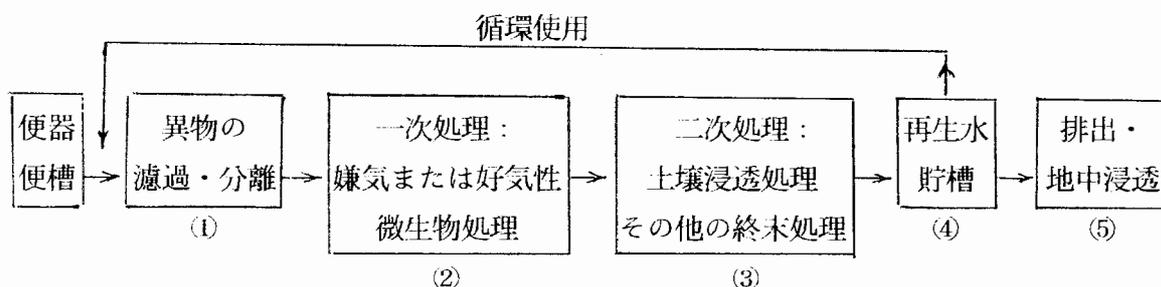 循環使用
便器
便槽
異物の
濾過・分離
(1)
一次処理:
嫌気または好気性
微生物処理
(2)
二次処理:
土壌浸透処理
その他の終末処理
(3)
再生水
貯槽
(4)
排出・
地中浸透
(5)